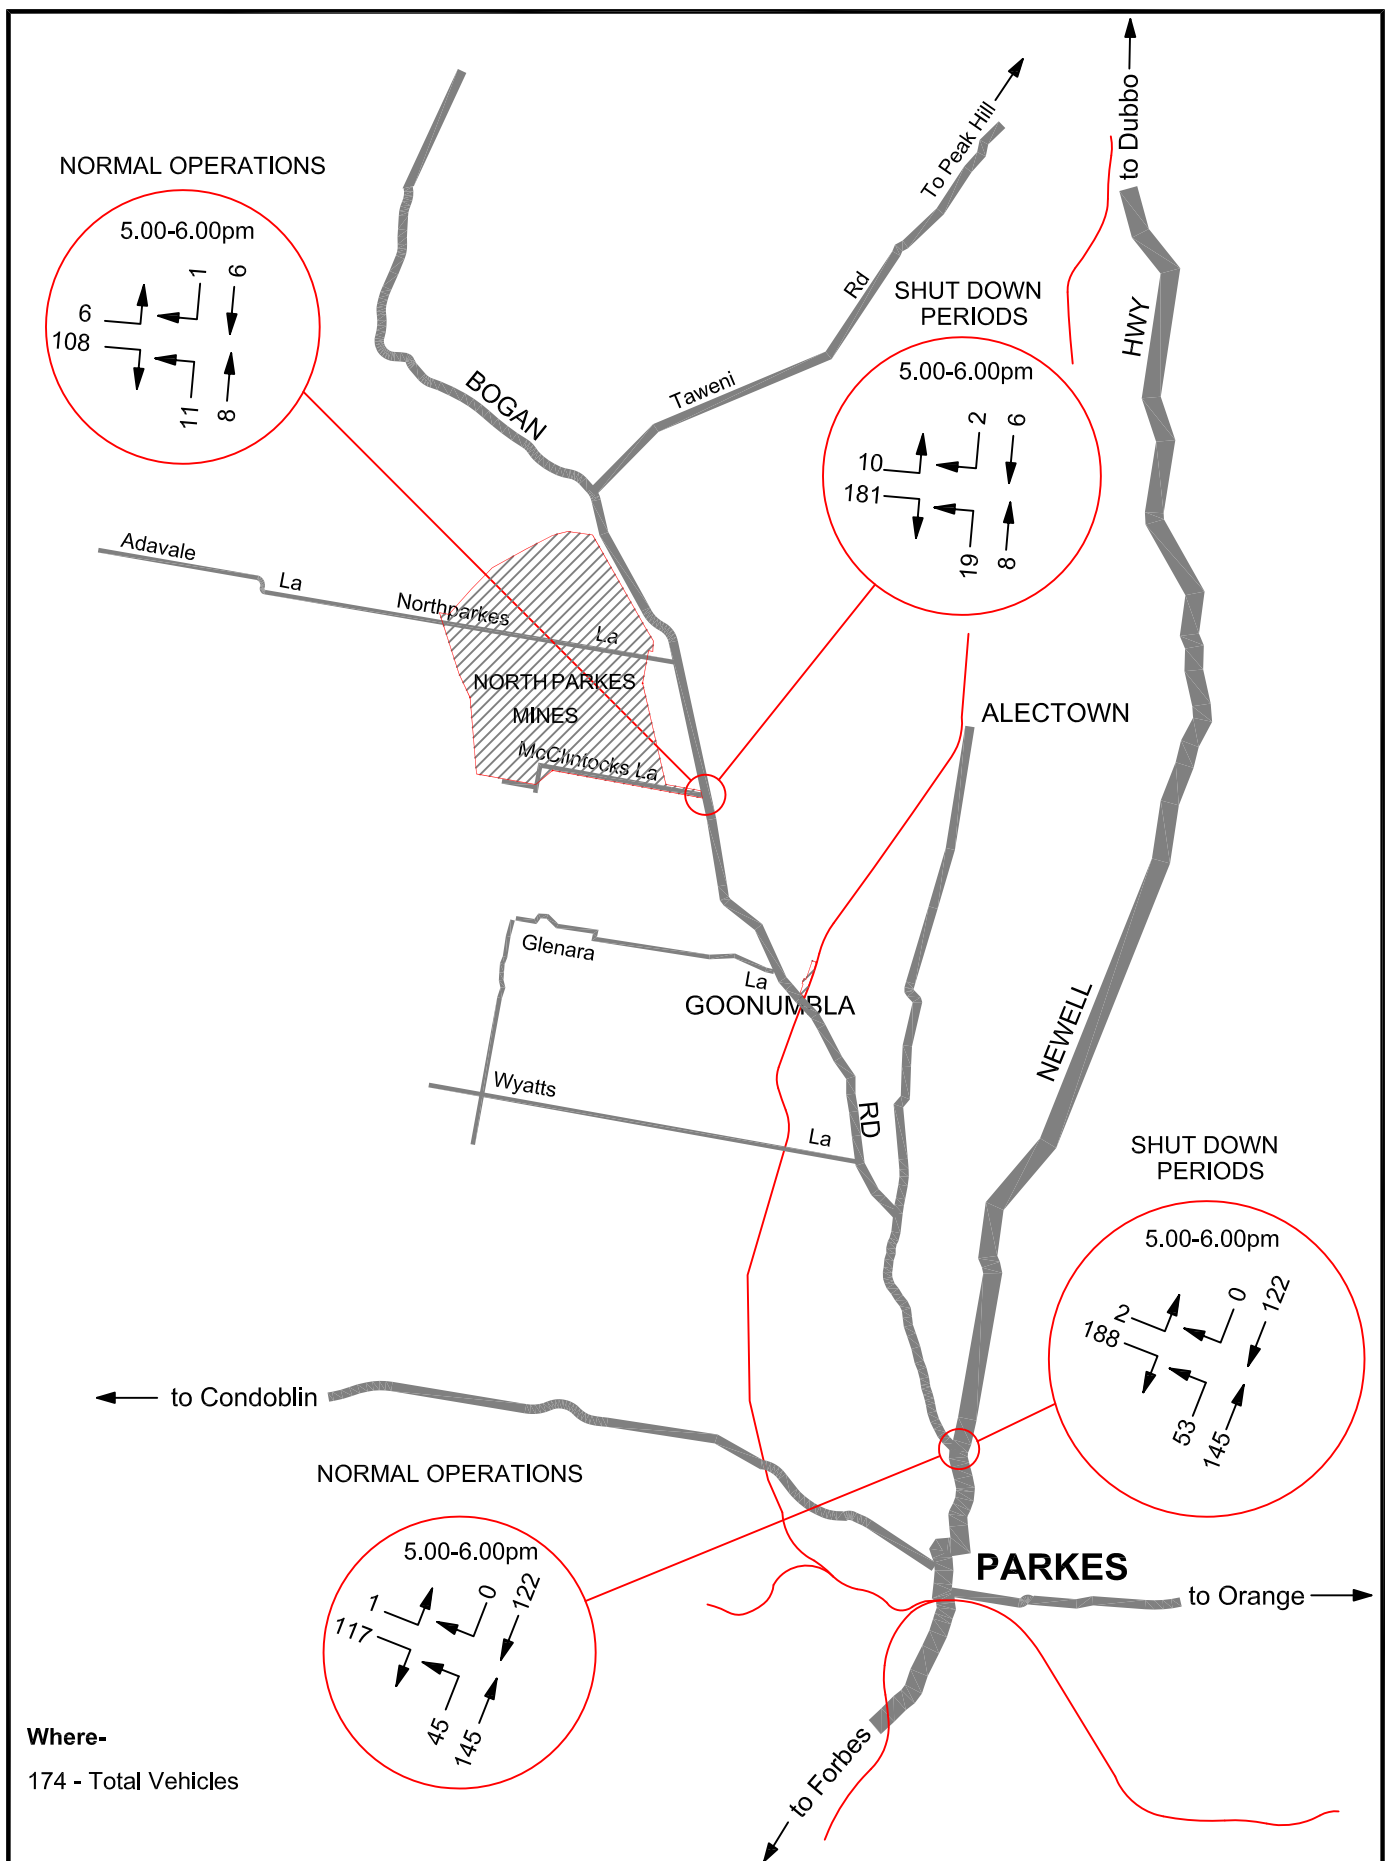 to Dubbo
To Peak Hill
NORMAL OPERATIONS
5.00-6.00pm
1
6
6
108
11
8
Rd
SHUT DOWN
PERIODS
5.00-6.00pm
2
6
10
181
19
8
HWY
BOGAN
Taweni
Adavale
La
Northparkes
La
NORTH PARKES
MINES
McClintocks La
ALECTOWN
Glenara
La
GOONUMBLA
NEWELL
Wyatts
La
RD
SHUT DOWN
PERIODS
5.00-6.00pm
2
0
122
188
53
145
to Condoblin
NORMAL OPERATIONS
5.00-6.00pm
1
0
122
117
45
145
PARKES
to Orange
to Forbes
Where-
174 - Total Vehicles